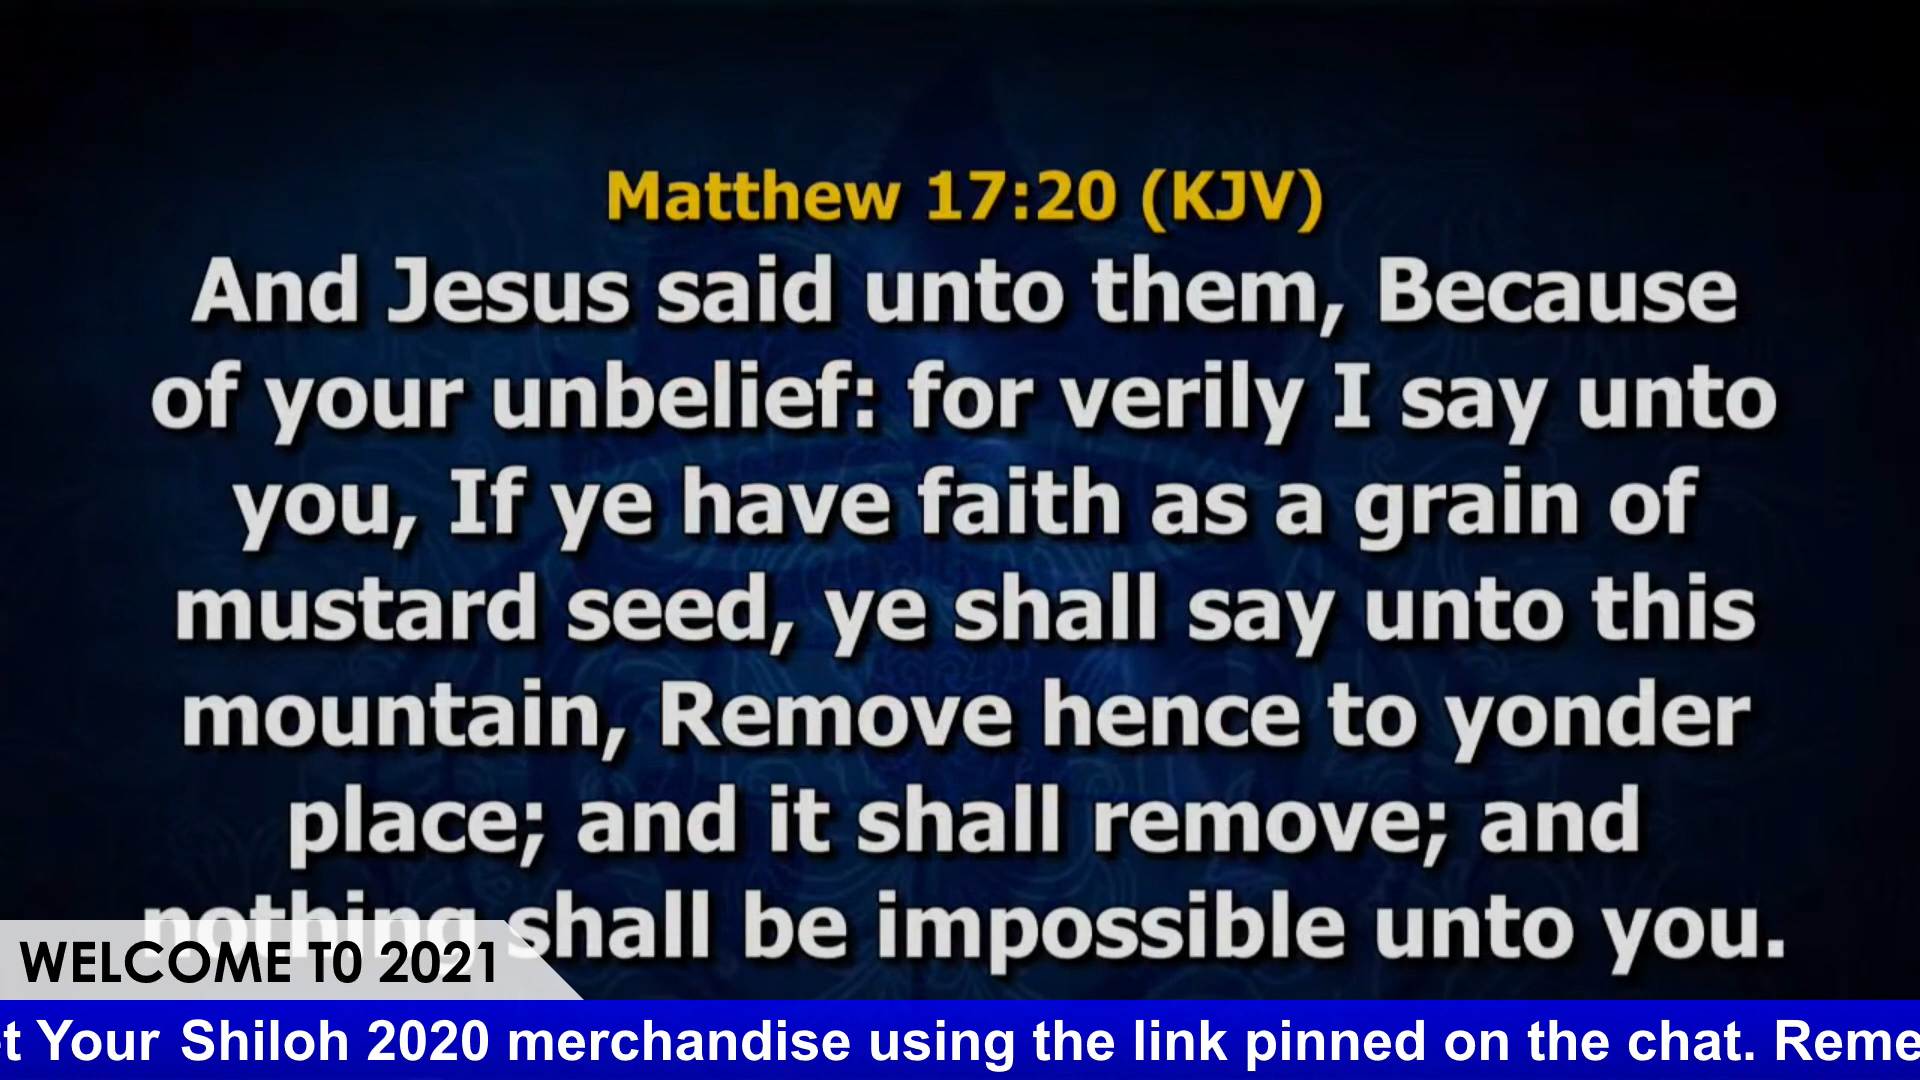 Matthew 17:20 (KJV)
And Jesus said unto them, Because
of your unbelief: for verily I say unto
you, If ye have faith as a grain of
mustard seed, ye shall say unto this
mountain, Remove hence to yonder
place; and it shall remove; and
nothing shall be impossible unto you.
WELCOME T0 2021
t Your Shiloh 2020 merchandise using the link pinned on the chat. Reme